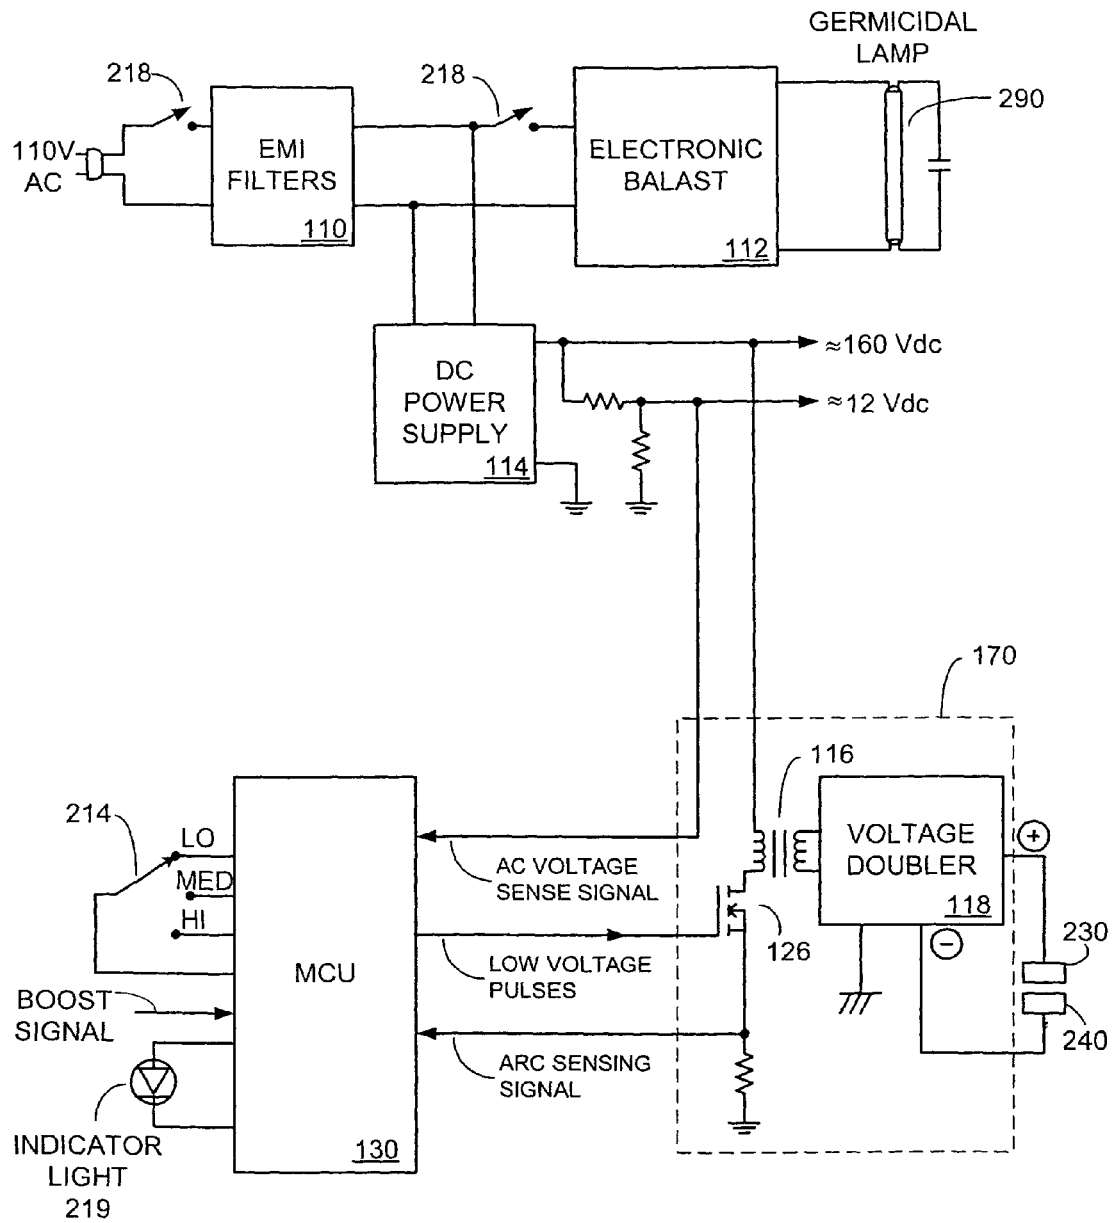 GERMICIDAL
LAMP
218
218
290
110V
AC
EMI
FILTERS
110
ELECTRONIC
BALAST
112
DC
POWER
SUPPLY
114
≈160 Vdc
≈12 Vdc
170
116
214
LO
MED
HI
MCU
130
AC VOLTAGE
SENSE SIGNAL
VOLTAGE
DOUBLER
118
+
−
126
230
240
LOW VOLTAGE
PULSES
BOOST
SIGNAL
ARC SENSING
SIGNAL
INDICATOR
LIGHT
219